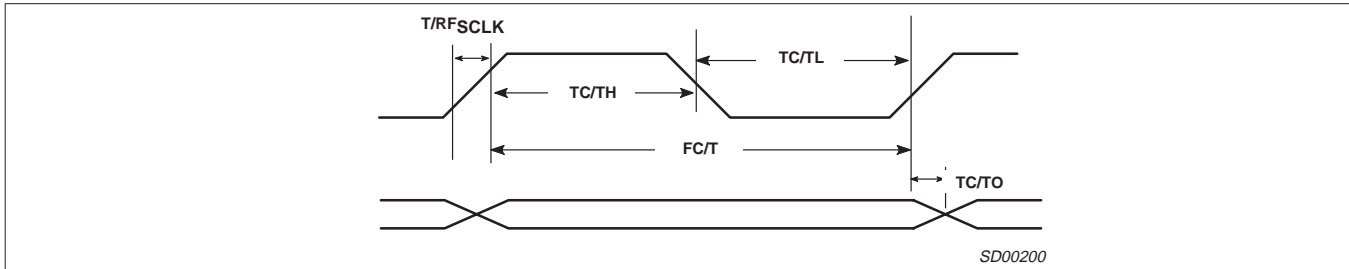 T/RFSCLK
TC/TL
TC/TH
FC/T
TC/TO
SD00200